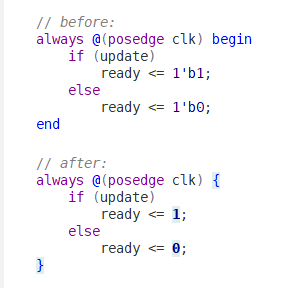 // before:
always @(posedge clk) begin
    if (update)
        ready <= 1'b1;
    else
        ready <= 1'b0;
end

// after:
always @(posedge clk) {
    if (update)
        ready <= 1;
    else
        ready <= 0;
}